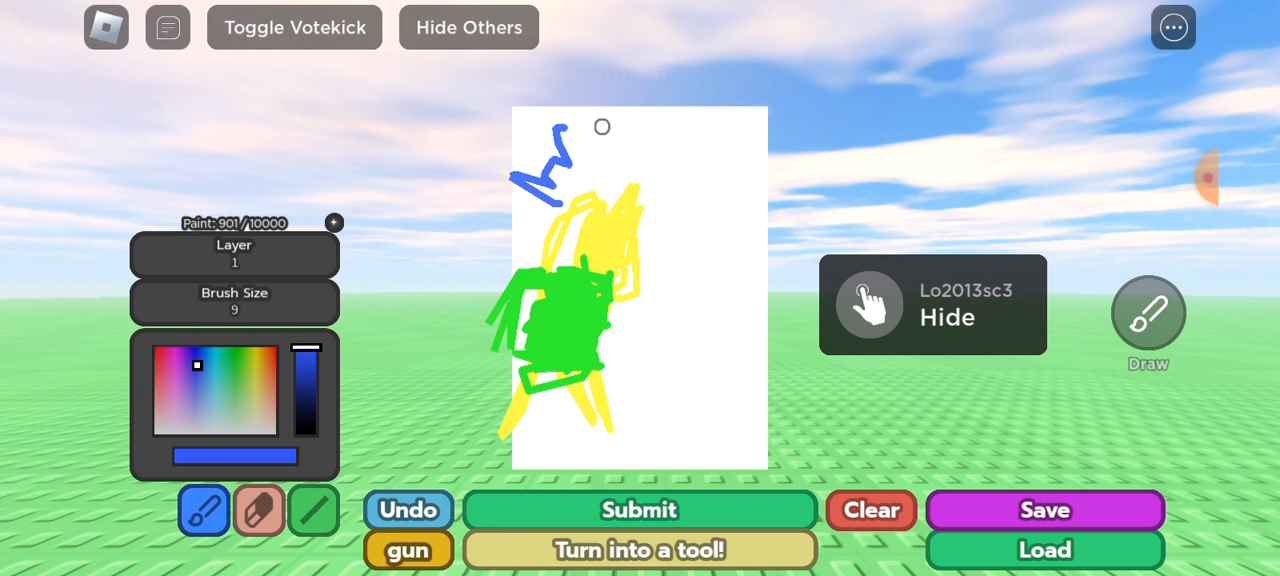 Toggle Votekick
Hide Others
Paint: 901/10000
Layer
1
Brush Size
9
Lo2013sc3
Hide
Draw
Undo
Submit
Clear
Save
gun
Turn into a tool!
Load